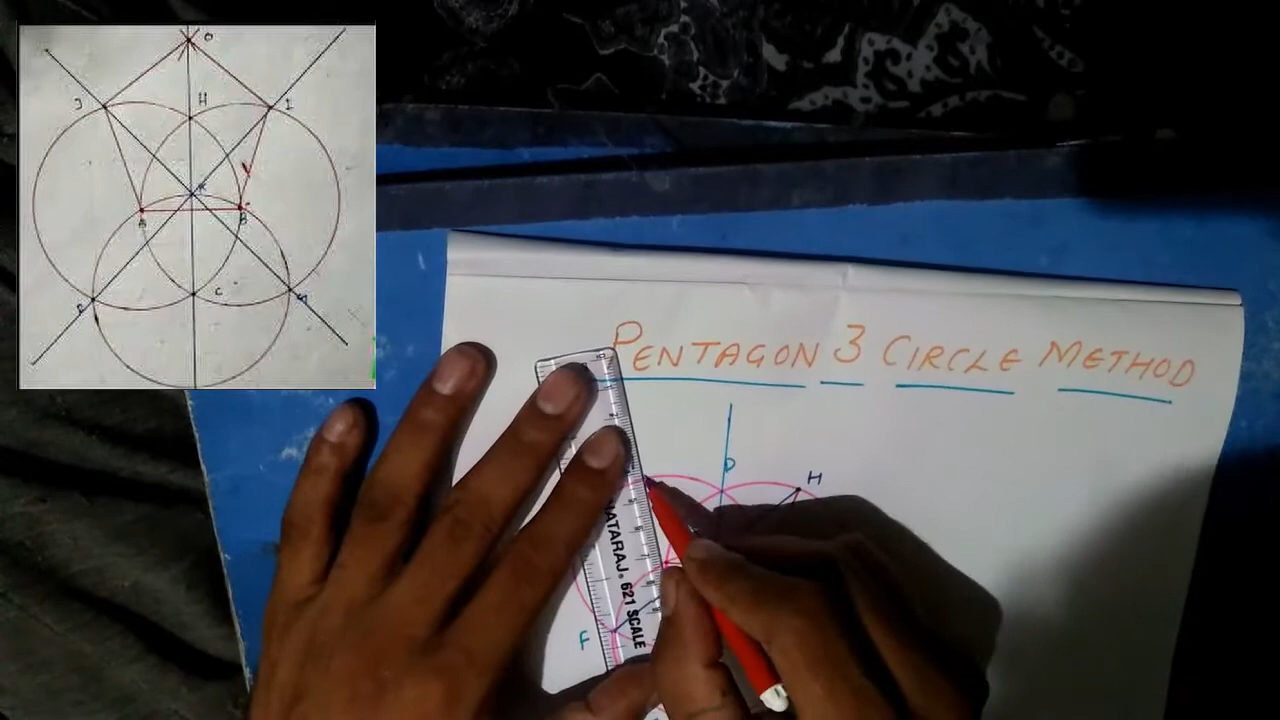 O
J H I
K
A B
C
PENTAGON 3 CIRCLE METHOD
D
H
NATARAJ 621 SCALE
F